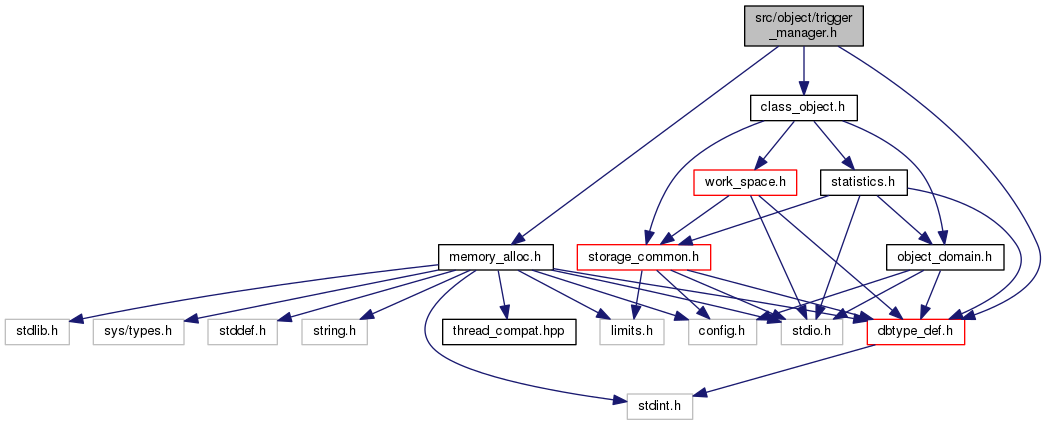 src/object/trigger
_manager.h
class_object.h
work_space.h
statistics.h
memory_alloc.h
storage_common.h
object_domain.h
stdlib.h
sys/types.h
stddef.h
string.h
thread_compat.hpp
limits.h
config.h
stdio.h
dbtype_def.h
stdint.h